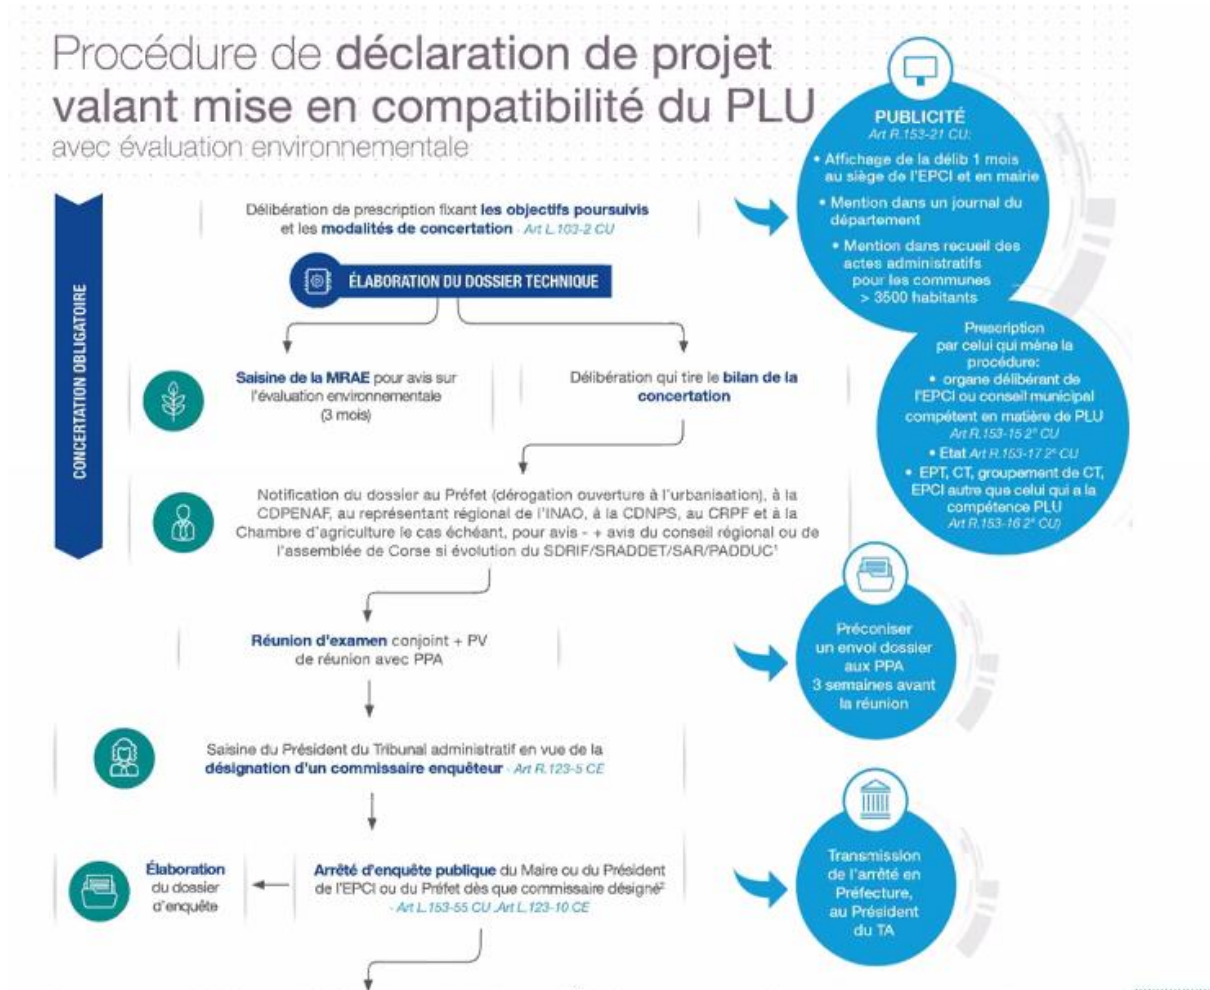 Procédure de déclaration de projet
valant mise en compatibilité du PLU
avec évaluation environnementale
PUBLICITÉ
Art R.153-21 CU:
• Affichage de la délib 1 mois
au siège de l'EPCI et en mairie
• Mention dans un journal du
département
• Mention dans recueil des
actes administratifs
pour les communes
> 3500 habitants
Délibération de prescription fixant les objectifs poursuivis
et les modalités de concertation - Art L.103-2 CU
ÉLABORATION DU DOSSIER TECHNIQUE
CONCERTATION OBLIGATOIRE
Prescription
par celui qui mène la
procédure:
• organe délibérant de
l'EPCI ou conseil municipal
compétent en matière de PLU
Art R.153-15 2° CU
• Etat Art R.153-17 2° CU
• EPT, CT, groupement de CT,
EPCI autre que celui qui a la
compétence PLU
Art R.153-16 2° CU)
Saisine de la MRAE pour avis sur
l'évaluation environnementale
(3 mois)
Délibération qui tire le bilan de la
concertation
Notification du dossier au Préfet (dérogation ouverture à l'urbanisation), à la
CDPENAF, au représentant régional de l'INAO, à la CDNPS, au CRPF et à la
Chambre d'agriculture le cas échéant, pour avis - + avis du conseil régional ou de
l'assemblée de Corse si évolution du SDRIF/SRADDET/SAR/PADDUC¹
Réunion d'examen conjoint + PV
de réunion avec PPA
Préconiser
un envoi dossier
aux PPA
3 semaines avant
la réunion
Saisine du Président du Tribunal administratif en vue de la
désignation d'un commissaire enquêteur - Art R.123-5 CE
Élaboration
du dossier
d'enquête
Arrêté d'enquête publique du Maire ou du Président
de l'EPCI ou du Préfet dès que commissaire désigné²
- Art L.153-55 CU .Art L.123-10 CE
Transmission
de l'arrêté en
Préfecture,
au Président
du TA